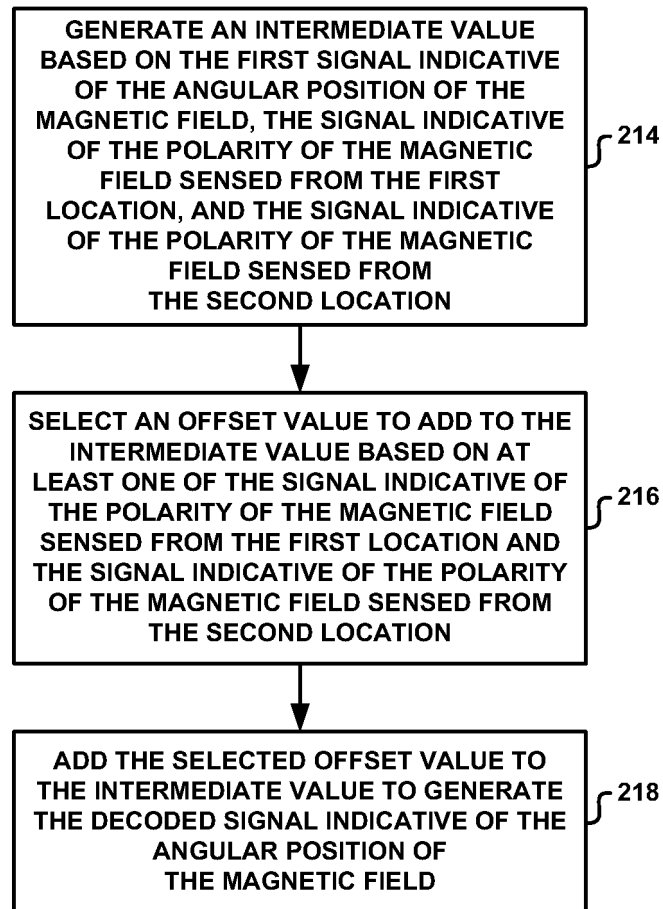 GENERATE AN INTERMEDIATE VALUE
BASED ON THE FIRST SIGNAL INDICATIVE
OF THE ANGULAR POSITION OF THE
MAGNETIC FIELD, THE SIGNAL INDICATIVE
OF THE POLARITY OF THE MAGNETIC
FIELD SENSED FROM THE FIRST
LOCATION, AND THE SIGNAL INDICATIVE
OF THE POLARITY OF THE MAGNETIC
FIELD SENSED FROM
THE SECOND LOCATION
214
SELECT AN OFFSET VALUE TO ADD TO THE
INTERMEDIATE VALUE BASED ON AT
LEAST ONE OF THE SIGNAL INDICATIVE OF
THE POLARITY OF THE MAGNETIC FIELD
SENSED FROM THE FIRST LOCATION AND
THE SIGNAL INDICATIVE OF THE POLARITY
OF THE MAGNETIC FIELD SENSED FROM
THE SECOND LOCATION
216
ADD THE SELECTED OFFSET VALUE TO
THE INTERMEDIATE VALUE TO GENERATE
THE DECODED SIGNAL INDICATIVE OF THE
ANGULAR POSITION OF
THE MAGNETIC FIELD
218